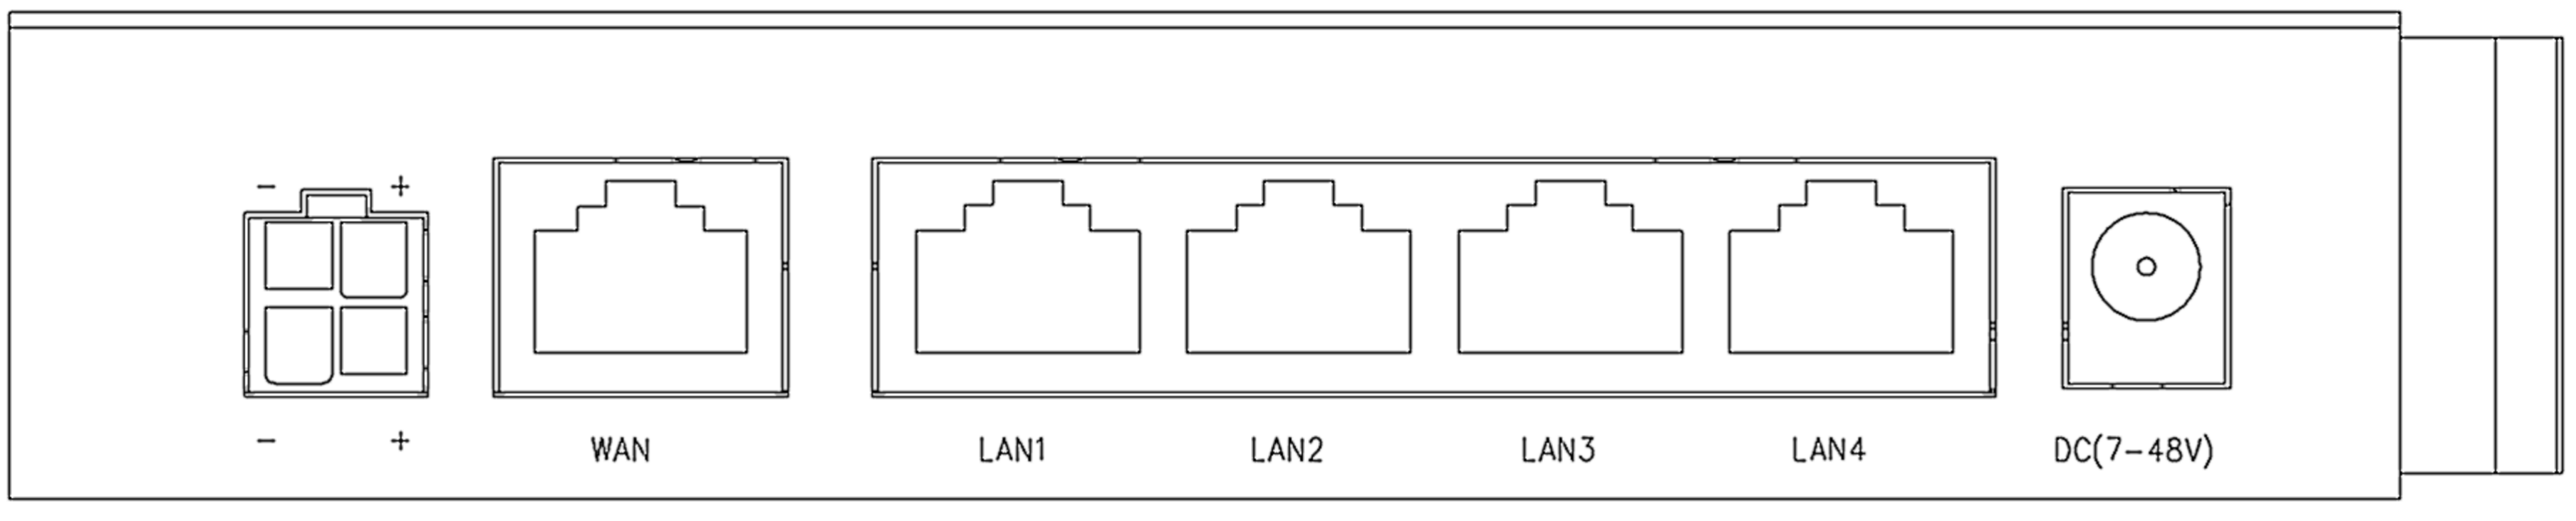 - +
- +
WAN
LAN1
LAN2
LAN3
LAN4
DC(7-48V)